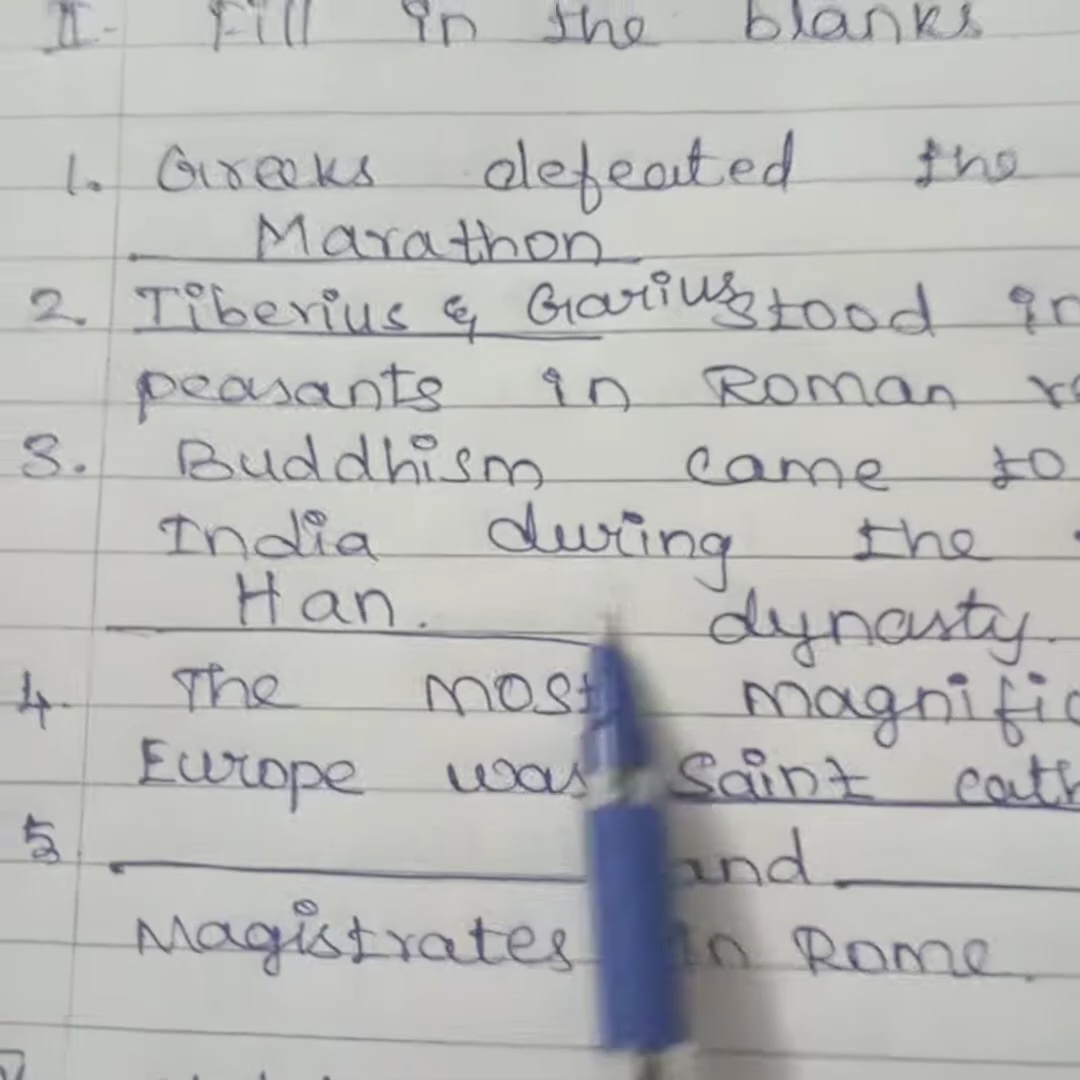 II. Fill in the blanks
1. Greeks defeated the
Marathon
2. Tiberius & Garius stood in
peasants in Roman
3. Buddhism came to
India during the
Han. dynasty.
4. The most magnific
Europe was Saint cath
5 and
Magistrates in Rome.